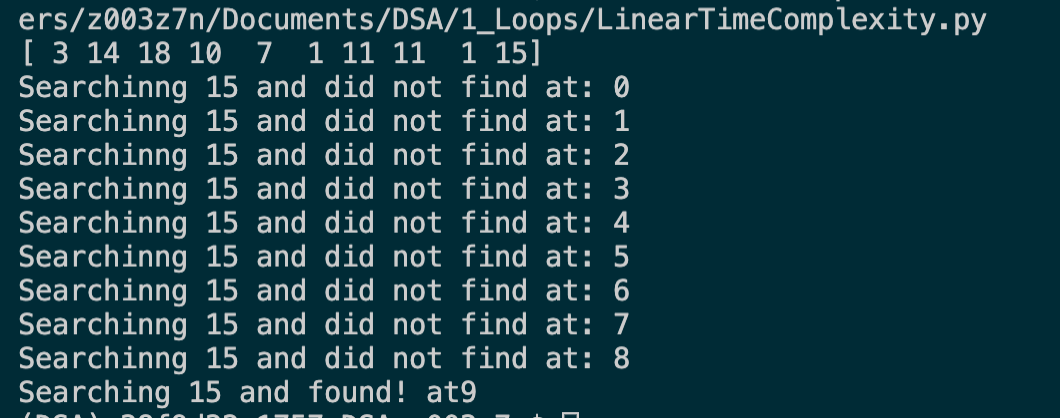 ers/z003z7n/Documents/DSA/1_Loops/LinearTimeComplexity.py
[ 3 14 18 10  7  1 11 11  1 15]
Searchinng 15 and did not find at: 0
Searchinng 15 and did not find at: 1
Searchinng 15 and did not find at: 2
Searchinng 15 and did not find at: 3
Searchinng 15 and did not find at: 4
Searchinng 15 and did not find at: 5
Searchinng 15 and did not find at: 6
Searchinng 15 and did not find at: 7
Searchinng 15 and did not find at: 8
Searching 15 and found! at9